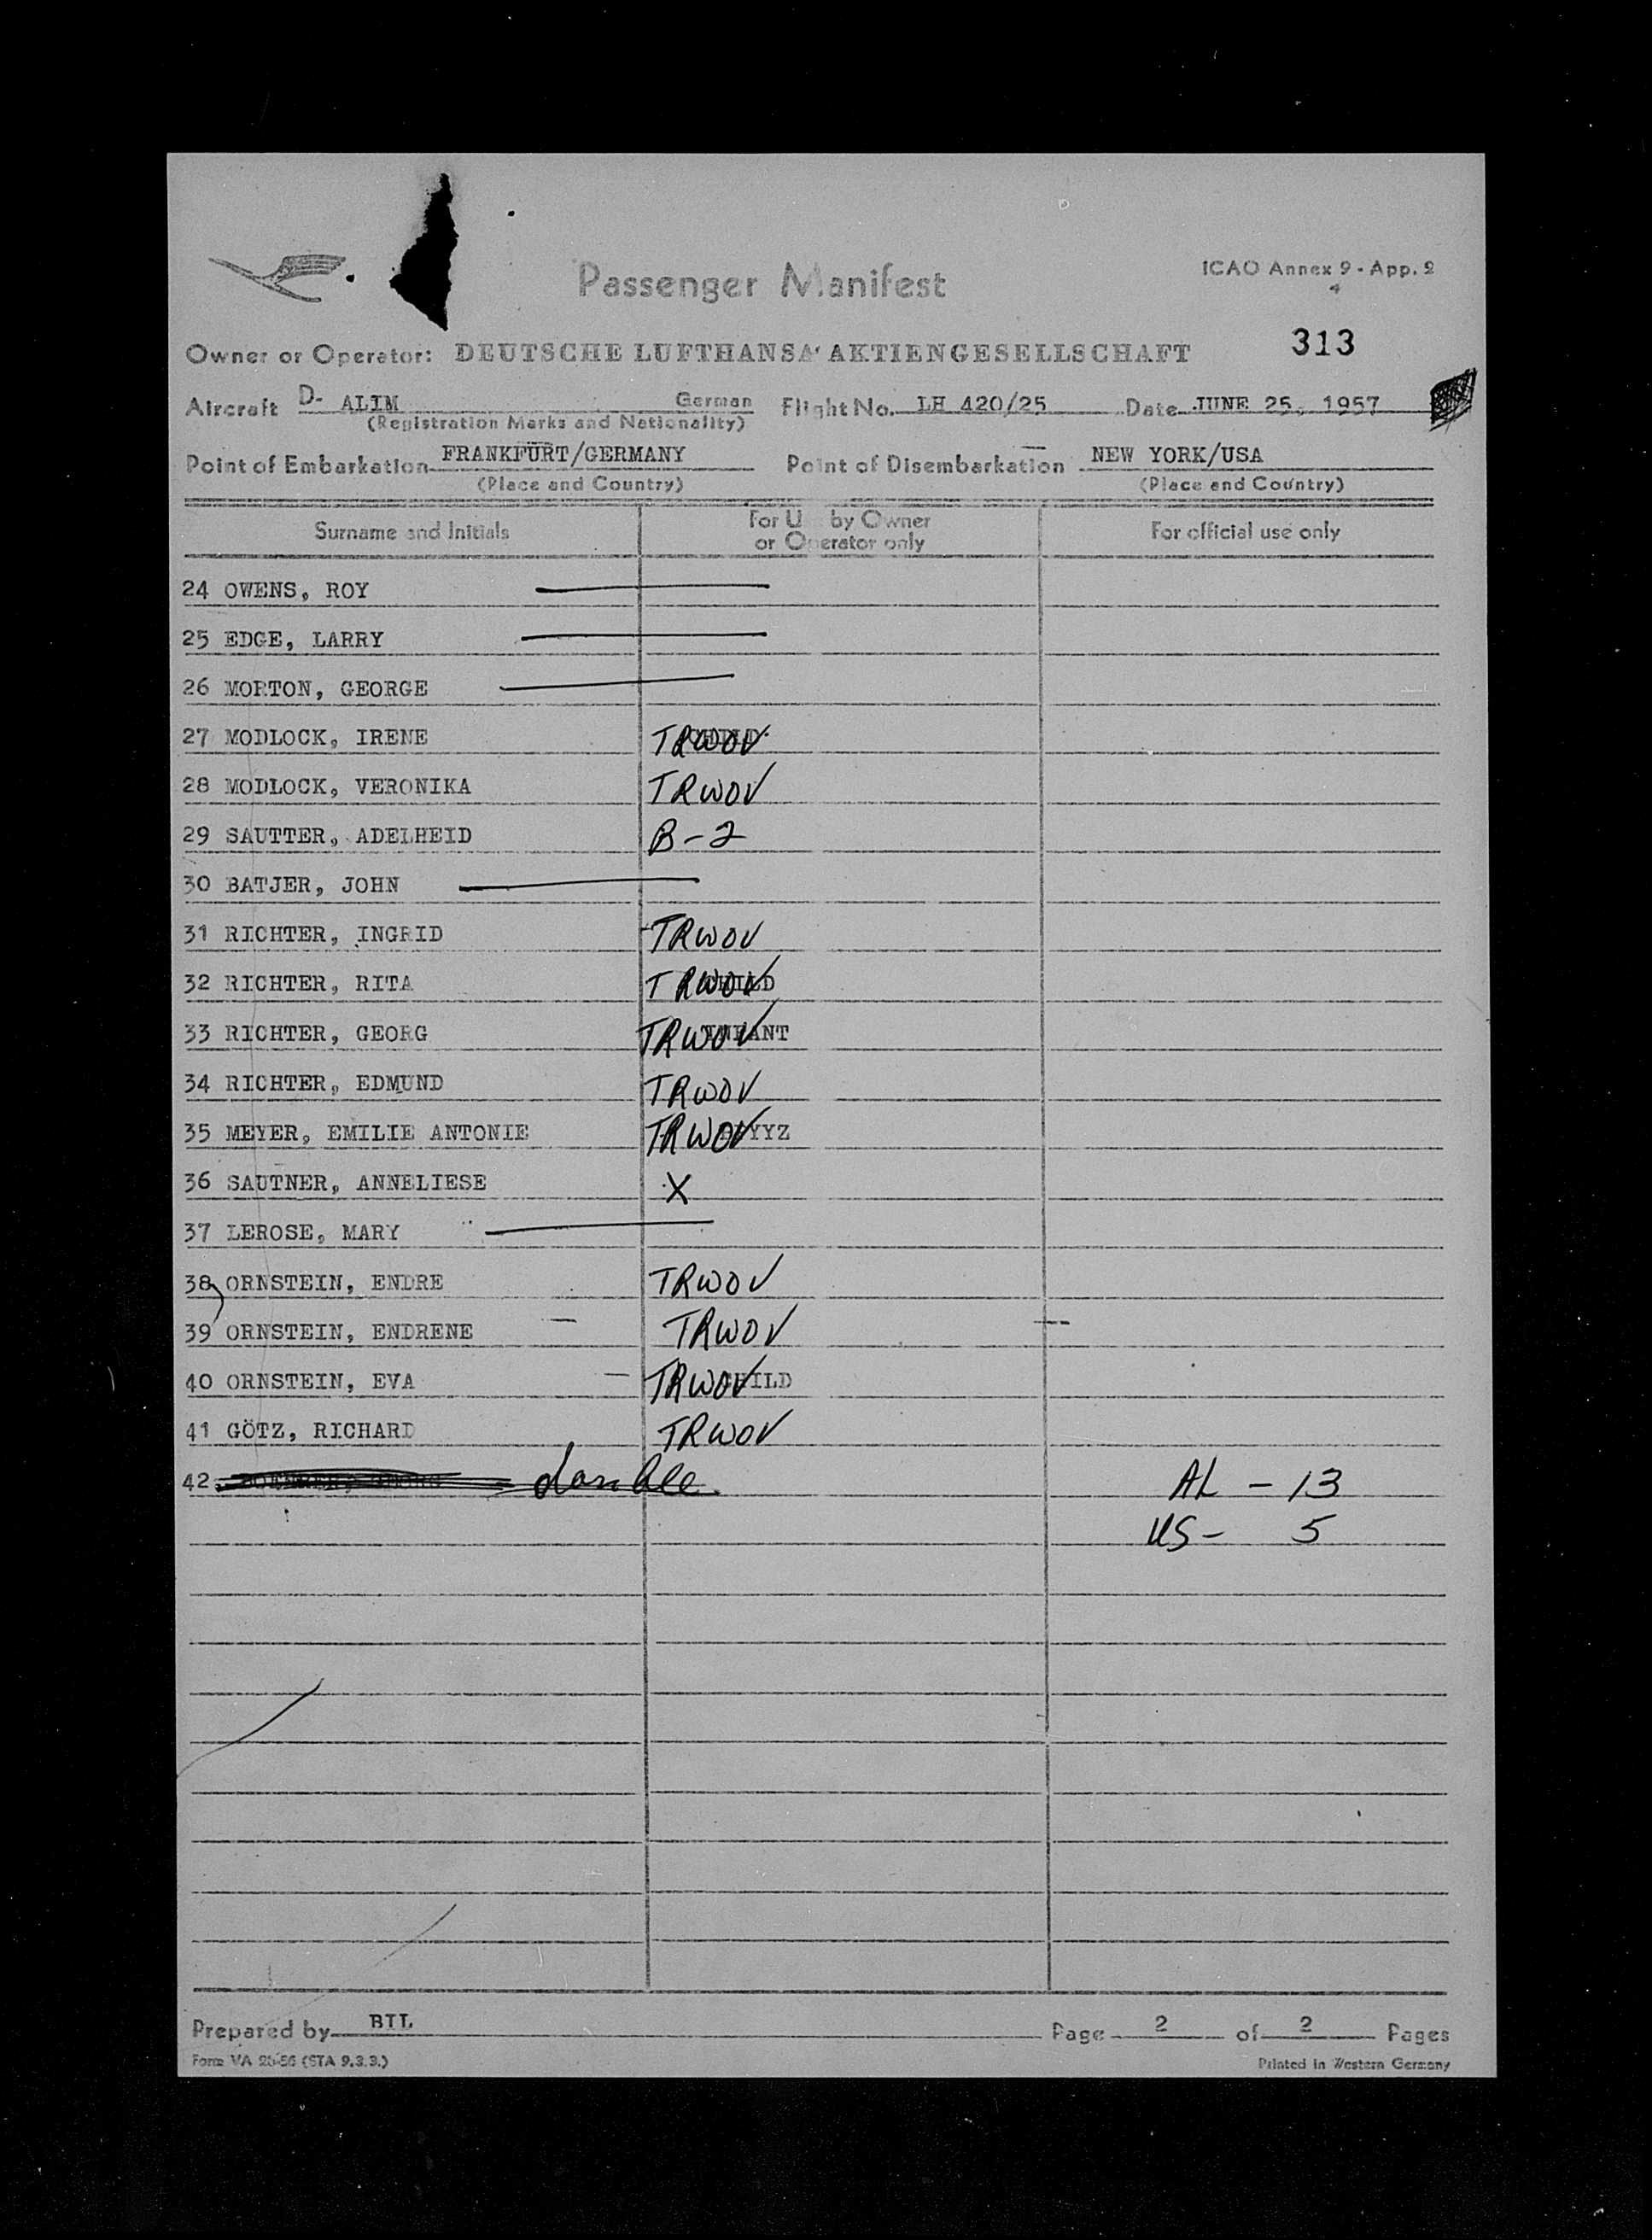 Passenger Manifest
ICAO Annex 9 - App. 2
4
313
Owner or Operator: DEUTSCHE LUFTHANSA AKTIENGESELLSCHAFT
Aircraft D- ALIM German Flight No. LH 420/25 Date JUNE 25, 1957
(Registration Marks and Nationality)
Point of Embarkation FRANKFURT/GERMANY Point of Disembarkation NEW YORK/USA
(Place and Country) (Place and Country)
Surname and Initials For U by Owner or Operator only For official use only
24 OWENS, ROY
25 EDGE, LARRY
26 MORTON, GEORGE
27 MODLOCK, IRENE TRWOV
28 MODLOCK, VERONIKA TRWOV
29 SAUTTER, ADELHEID B-2
30 BATJER, JOHN
31 RICHTER, INGRID TRWOV
32 RICHTER, RITA TRWOV CHILD
33 RICHTER, GEORG TRWOV INFANT
34 RICHTER, EDMUND TRWOV
35 MEYER, EMILIE ANTONIE TRWOV
36 SAUTNER, ANNELIESE X
37 LEROSE, MARY
38 ORNSTEIN, ENDRE TRWOV
39 ORNSTEIN, ENDRENE TRWOV
40 ORNSTEIN, EVA TRWOV CHILD
41 GÖTZ, RICHARD TRWOV
42 double AL - 13
US - 5
Prepared by BTL Page 2 of 2 Pages
Form VA 25-56 (STA 9.3.3.) Printed in Western Germany